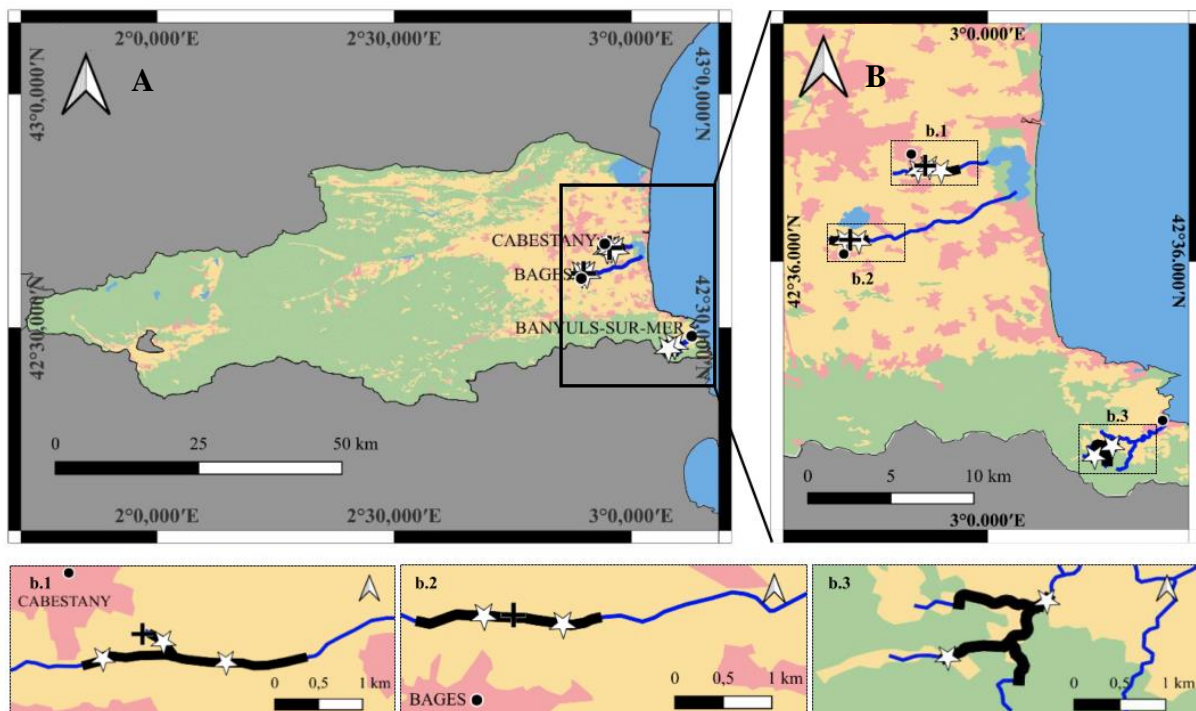 2°0,000′E 2°30,000′E 3°0,000′E
A
43°0,000′N
43°0,000′N
CABESTANY
BAGES
BANYULS-SUR-MER
42°30,000′N
42°30,000′N
0 25 50 km
2°0,000′E 2°30,000′E 3°0,000′E
3°0.000′E
B
b.1
42°36.000′N
42°36.000′N
b.2
b.3
0 5 10 km
3°0.000′E
b.1
CABESTANY
0 0,5 1 km
b.2
BAGES
0 0,5 1 km
b.3
0 0,5 1 km